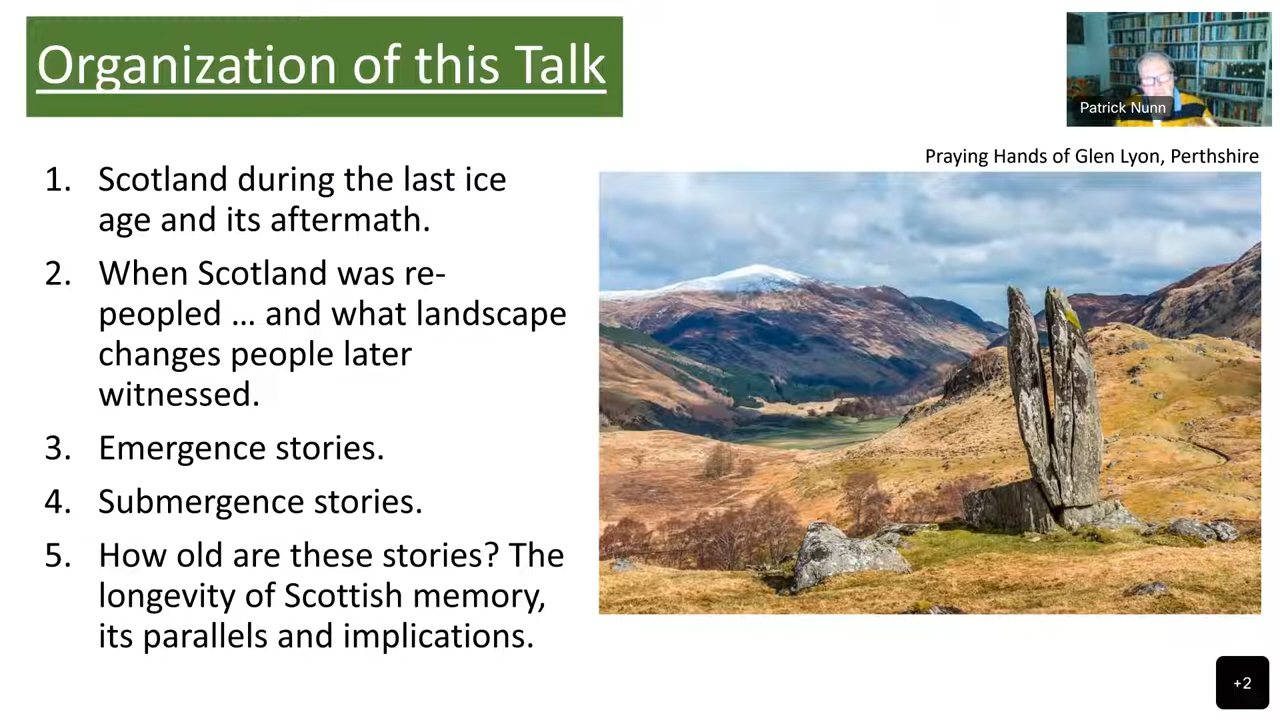 Organization of this Talk
Patrick Nunn
Praying Hands of Glen Lyon, Perthshire
1. Scotland during the last ice
age and its aftermath.
2. When Scotland was re-
peopled … and what landscape
changes people later
witnessed.
3. Emergence stories.
4. Submergence stories.
5. How old are these stories? The
longevity of Scottish memory,
its parallels and implications.
+2